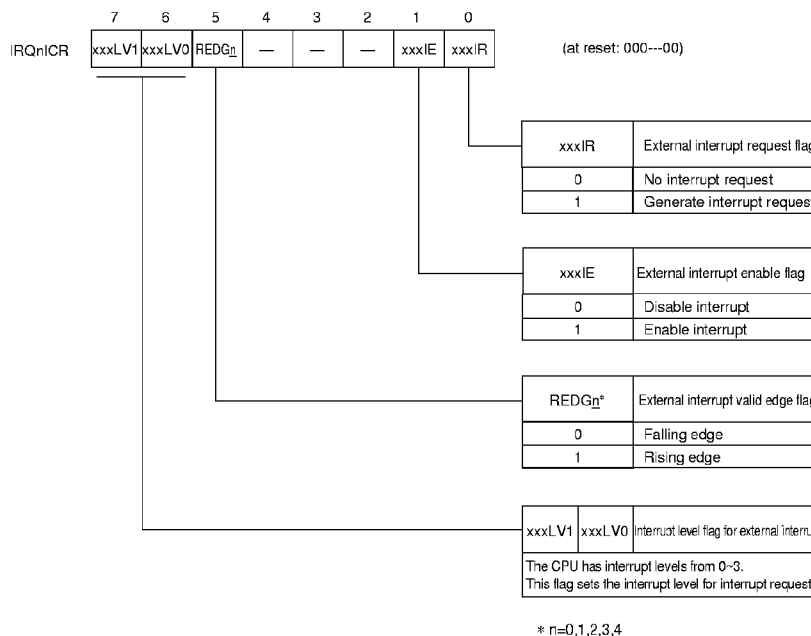 7 6 5 4 3 2 1 0
IRQnICR xxxLV1 xxxLV0 REDGn — — — xxxIE xxxIR (at reset: 000---00)
xxxIR External interrupt request flag
0 No interrupt request
1 Generate interrupt request
xxxIE External interrupt enable flag
0 Disable interrupt
1 Enable interrupt
REDGn* External interrupt valid edge flag
0 Falling edge
1 Rising edge
xxxLV1 xxxLV0 Interrupt level flag for external interru
The CPU has interrupt levels from 0~3.
This flag sets the interrupt level for interrupt request
* n=0,1,2,3,4